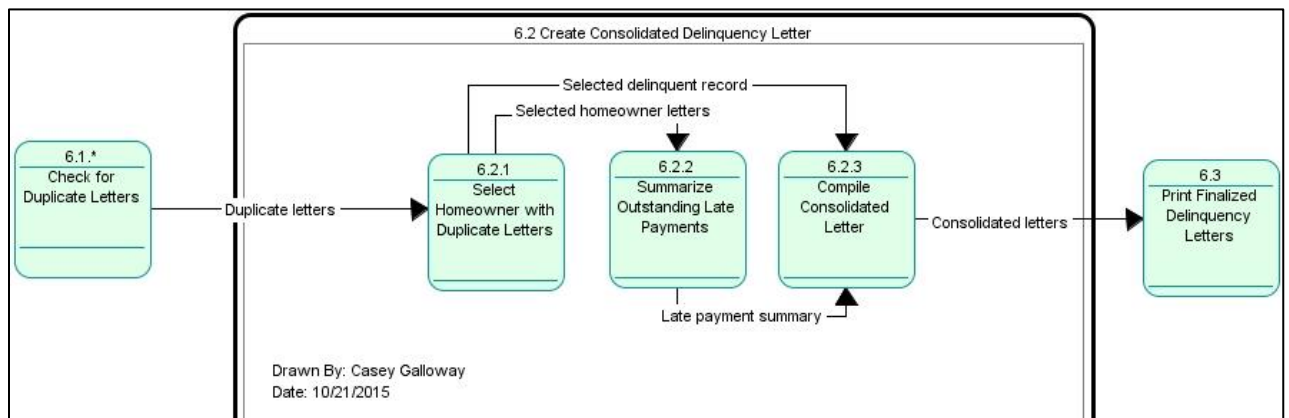 6.2 Create Consolidated Delinquency Letter
Selected delinquent record
Selected homeowner letters
6.1.*
Check for
Duplicate Letters
Duplicate letters
6.2.1
Select
Homeowner with
Duplicate Letters
6.2.2
Summarize
Outstanding Late
Payments
6.2.3
Compile
Consolidated
Letter
Consolidated letters
6.3
Print Finalized
Delinquency
Letters
Late payment summary
Drawn By: Casey Galloway
Date: 10/21/2015